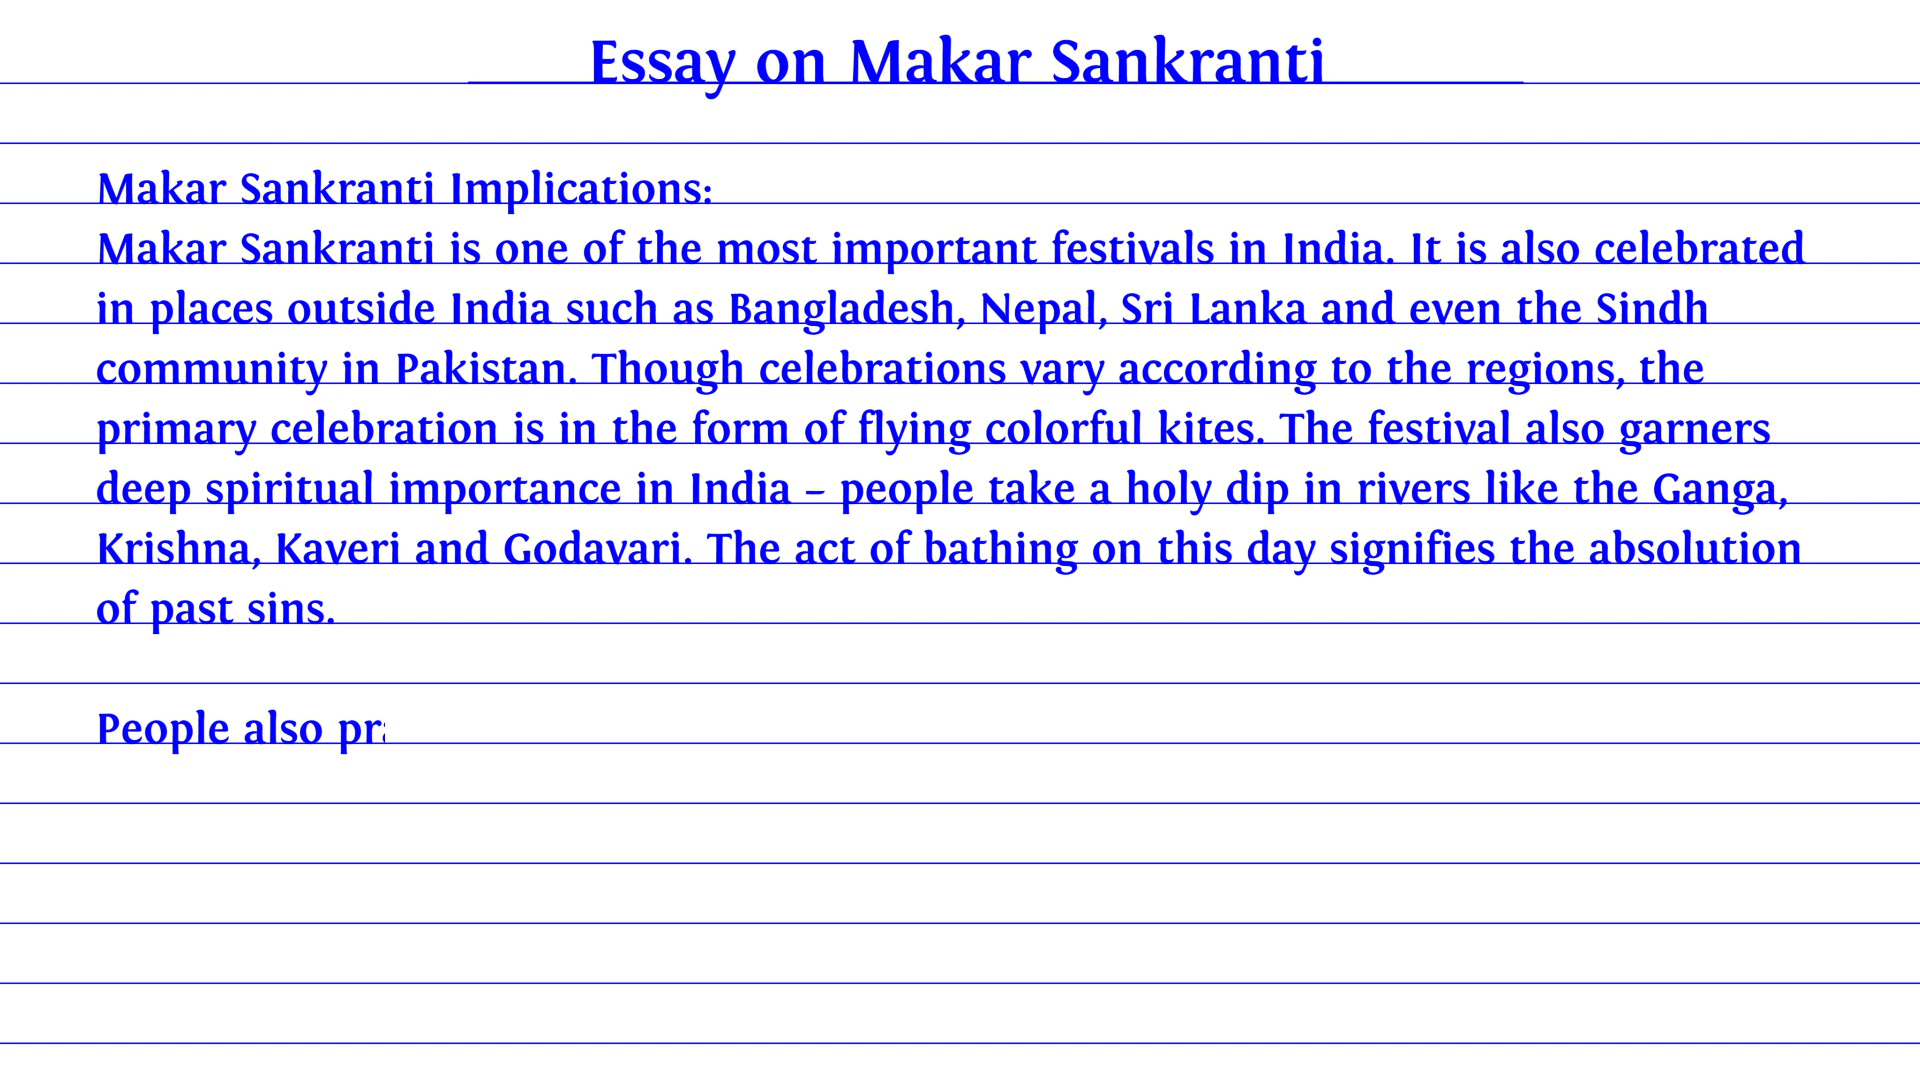 Essay on Makar Sankranti
Makar Sankranti Implications:
Makar Sankranti is one of the most important festivals in India. It is also celebrated
in places outside India such as Bangladesh, Nepal, Sri Lanka and even the Sindh
community in Pakistan. Though celebrations vary according to the regions, the
primary celebration is in the form of flying colorful kites. The festival also garners
deep spiritual importance in India – people take a holy dip in rivers like the Ganga,
Krishna, Kaveri and Godavari. The act of bathing on this day signifies the absolution
of past sins.
People also